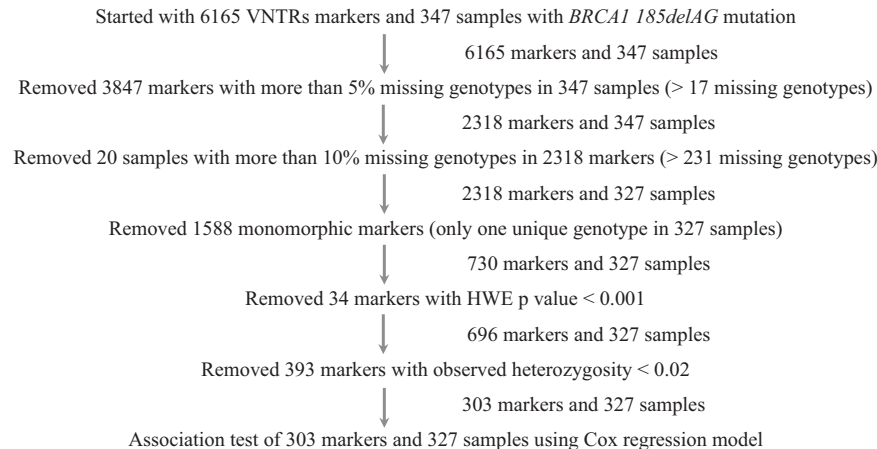 Started with 6165 VNTRs markers and 347 samples with BRCA1 185delAG mutation
6165 markers and 347 samples
Removed 3847 markers with more than 5% missing genotypes in 347 samples (> 17 missing genotypes)
2318 markers and 347 samples
Removed 20 samples with more than 10% missing genotypes in 2318 markers (> 231 missing genotypes)
2318 markers and 327 samples
Removed 1588 monomorphic markers (only one unique genotype in 327 samples)
730 markers and 327 samples
Removed 34 markers with HWE p value < 0.001
696 markers and 327 samples
Removed 393 markers with observed heterozygosity < 0.02
303 markers and 327 samples
Association test of 303 markers and 327 samples using Cox regression model